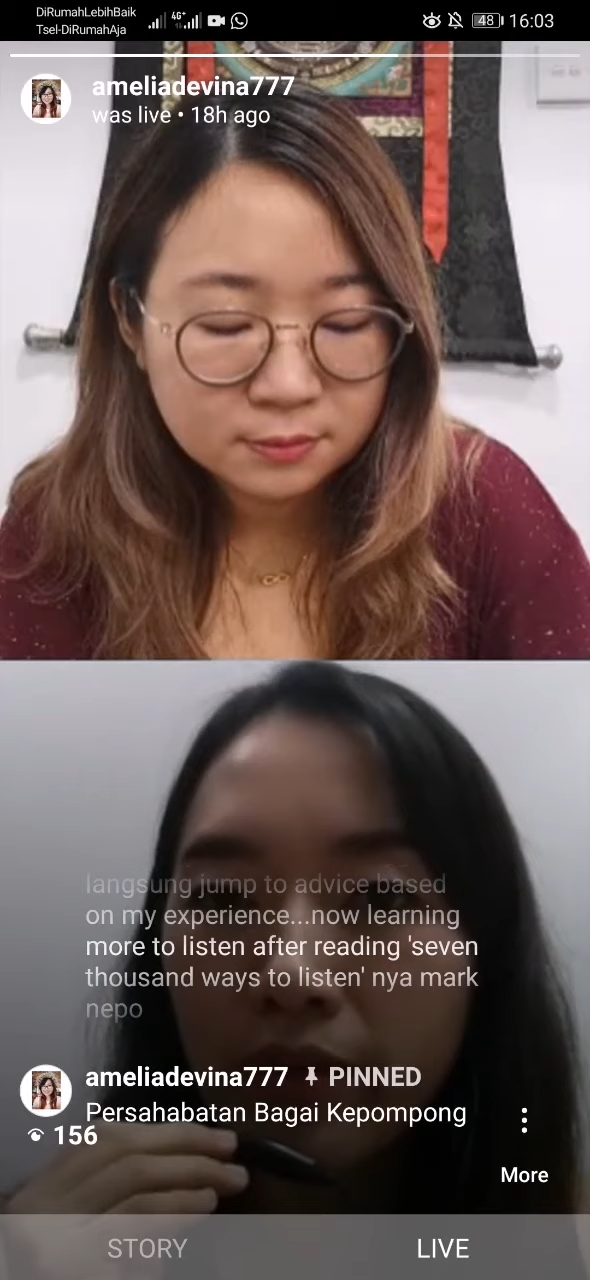 DiRumahLebihBaik
Tsel-DiRumahAja
4G+
48
16:03
ameliadevina777
was live • 18h ago
langsung jump to advice based
on my experience...now learning
more to listen after reading 'seven
thousand ways to listen' nya mark
nepo
ameliadevina777 PINNED
Persahabatan Bagai Kepompong
156
More
STORY
LIVE